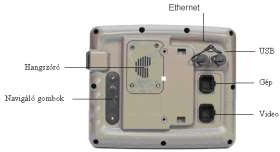 Ethernet
USB
Hangszóró
Gép
Navigáló gombok
Video